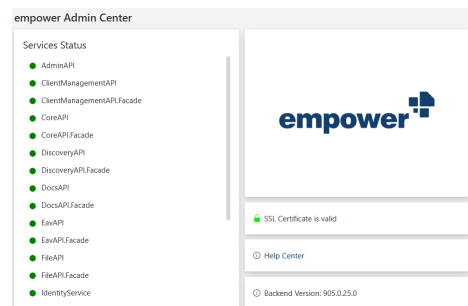 empower Admin Center
Services Status
AdminAPI
ClientManagementAPI
ClientManagementAPI.Facade
CoreAPI
CoreAPI.Facade
DiscoveryAPI
DiscoveryAPI.Facade
DocsAPI
DocsAPI.Facade
EavAPI
EavAPI.Facade
FileAPI
FileAPI.Facade
IdentityService
empower
SSL Certificate is valid
Help Center
Backend Version: 905.0.25.0